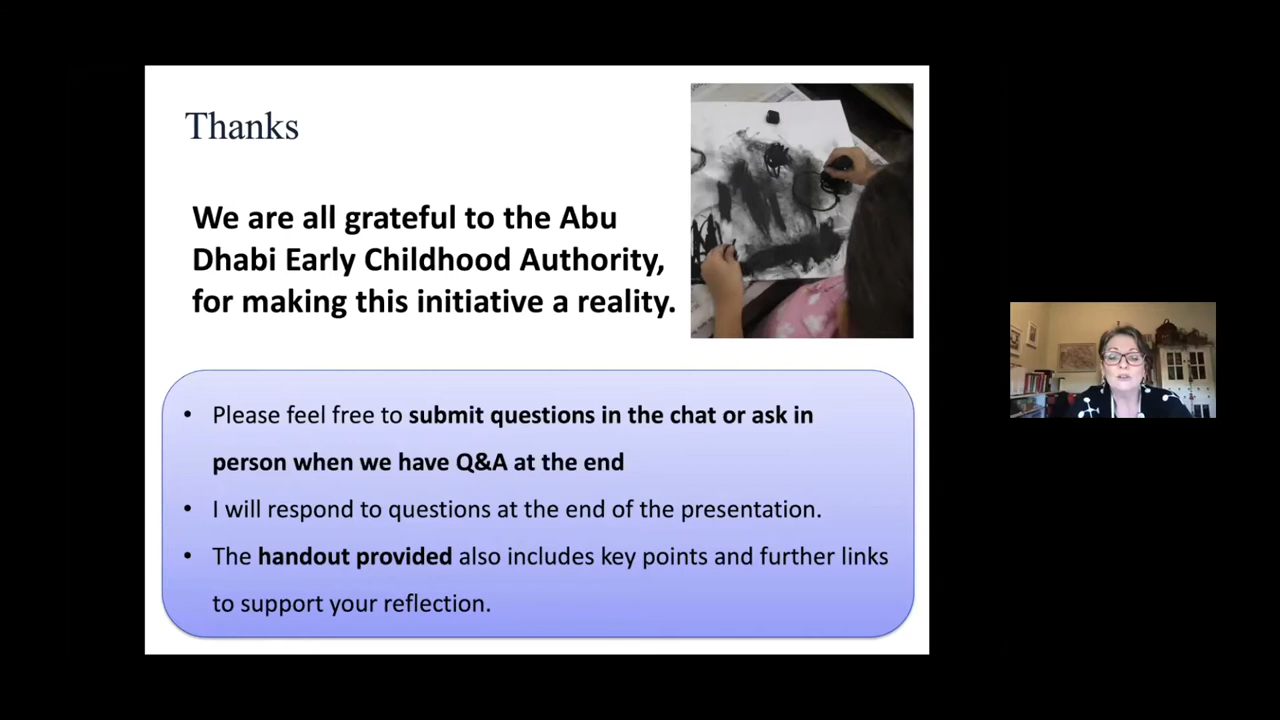 Thanks
We are all grateful to the Abu
Dhabi Early Childhood Authority,
for making this initiative a reality.
• Please feel free to submit questions in the chat or ask in
person when we have Q&A at the end
• I will respond to questions at the end of the presentation.
• The handout provided also includes key points and further links
to support your reflection.